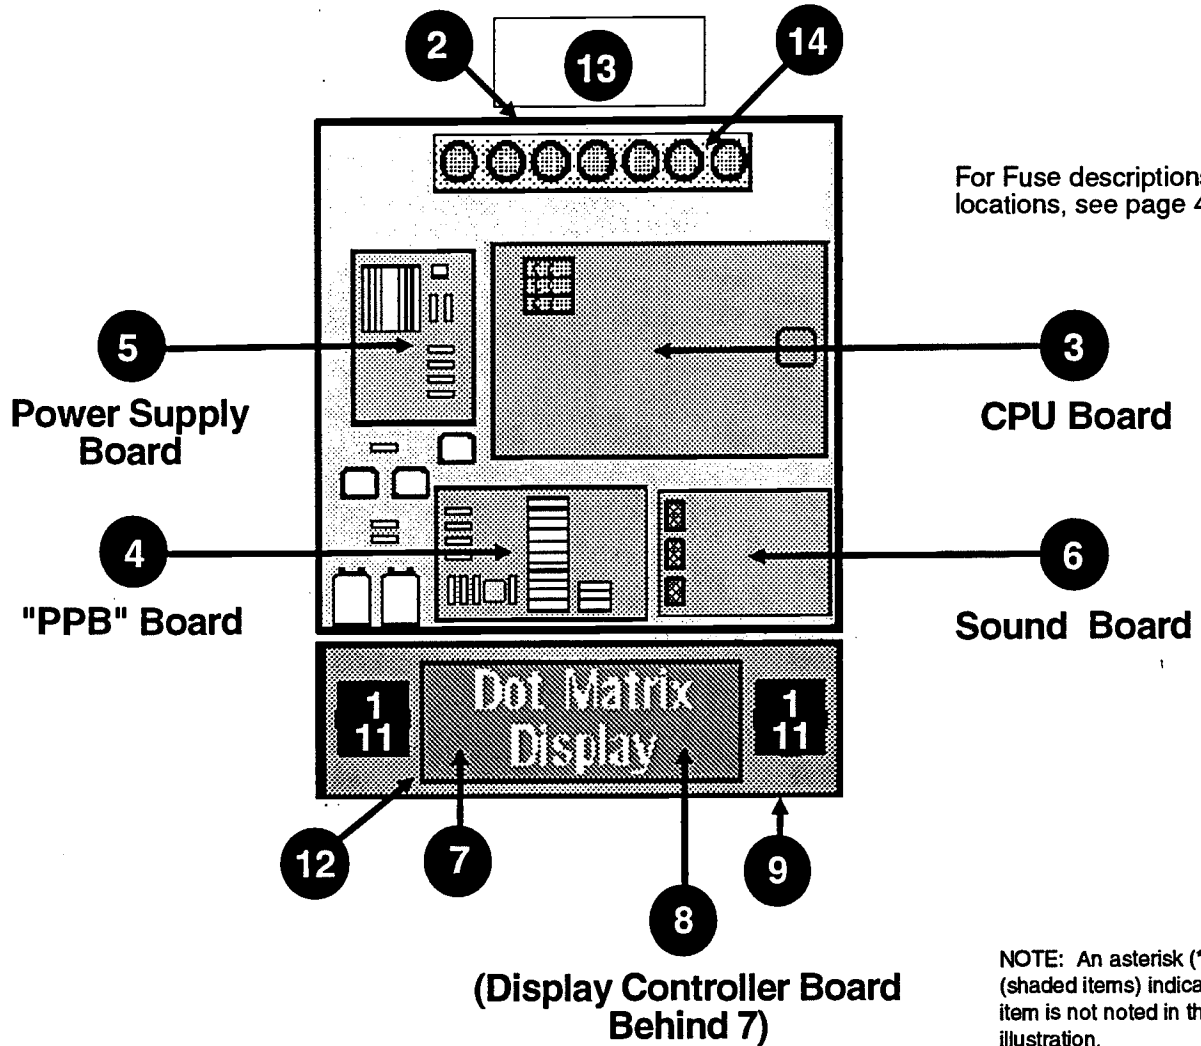 2
13
14
For Fuse descriptions
locations, see page 4
5
Power Supply
Board
3
CPU Board
4
"PPB" Board
6
Sound Board
1
11
Dot Matrix
Display
1
11
12
7
8
9
(Display Controller Board
Behind 7)
NOTE: An asterisk (*
(shaded items) indica
item is not noted in th
illustration.